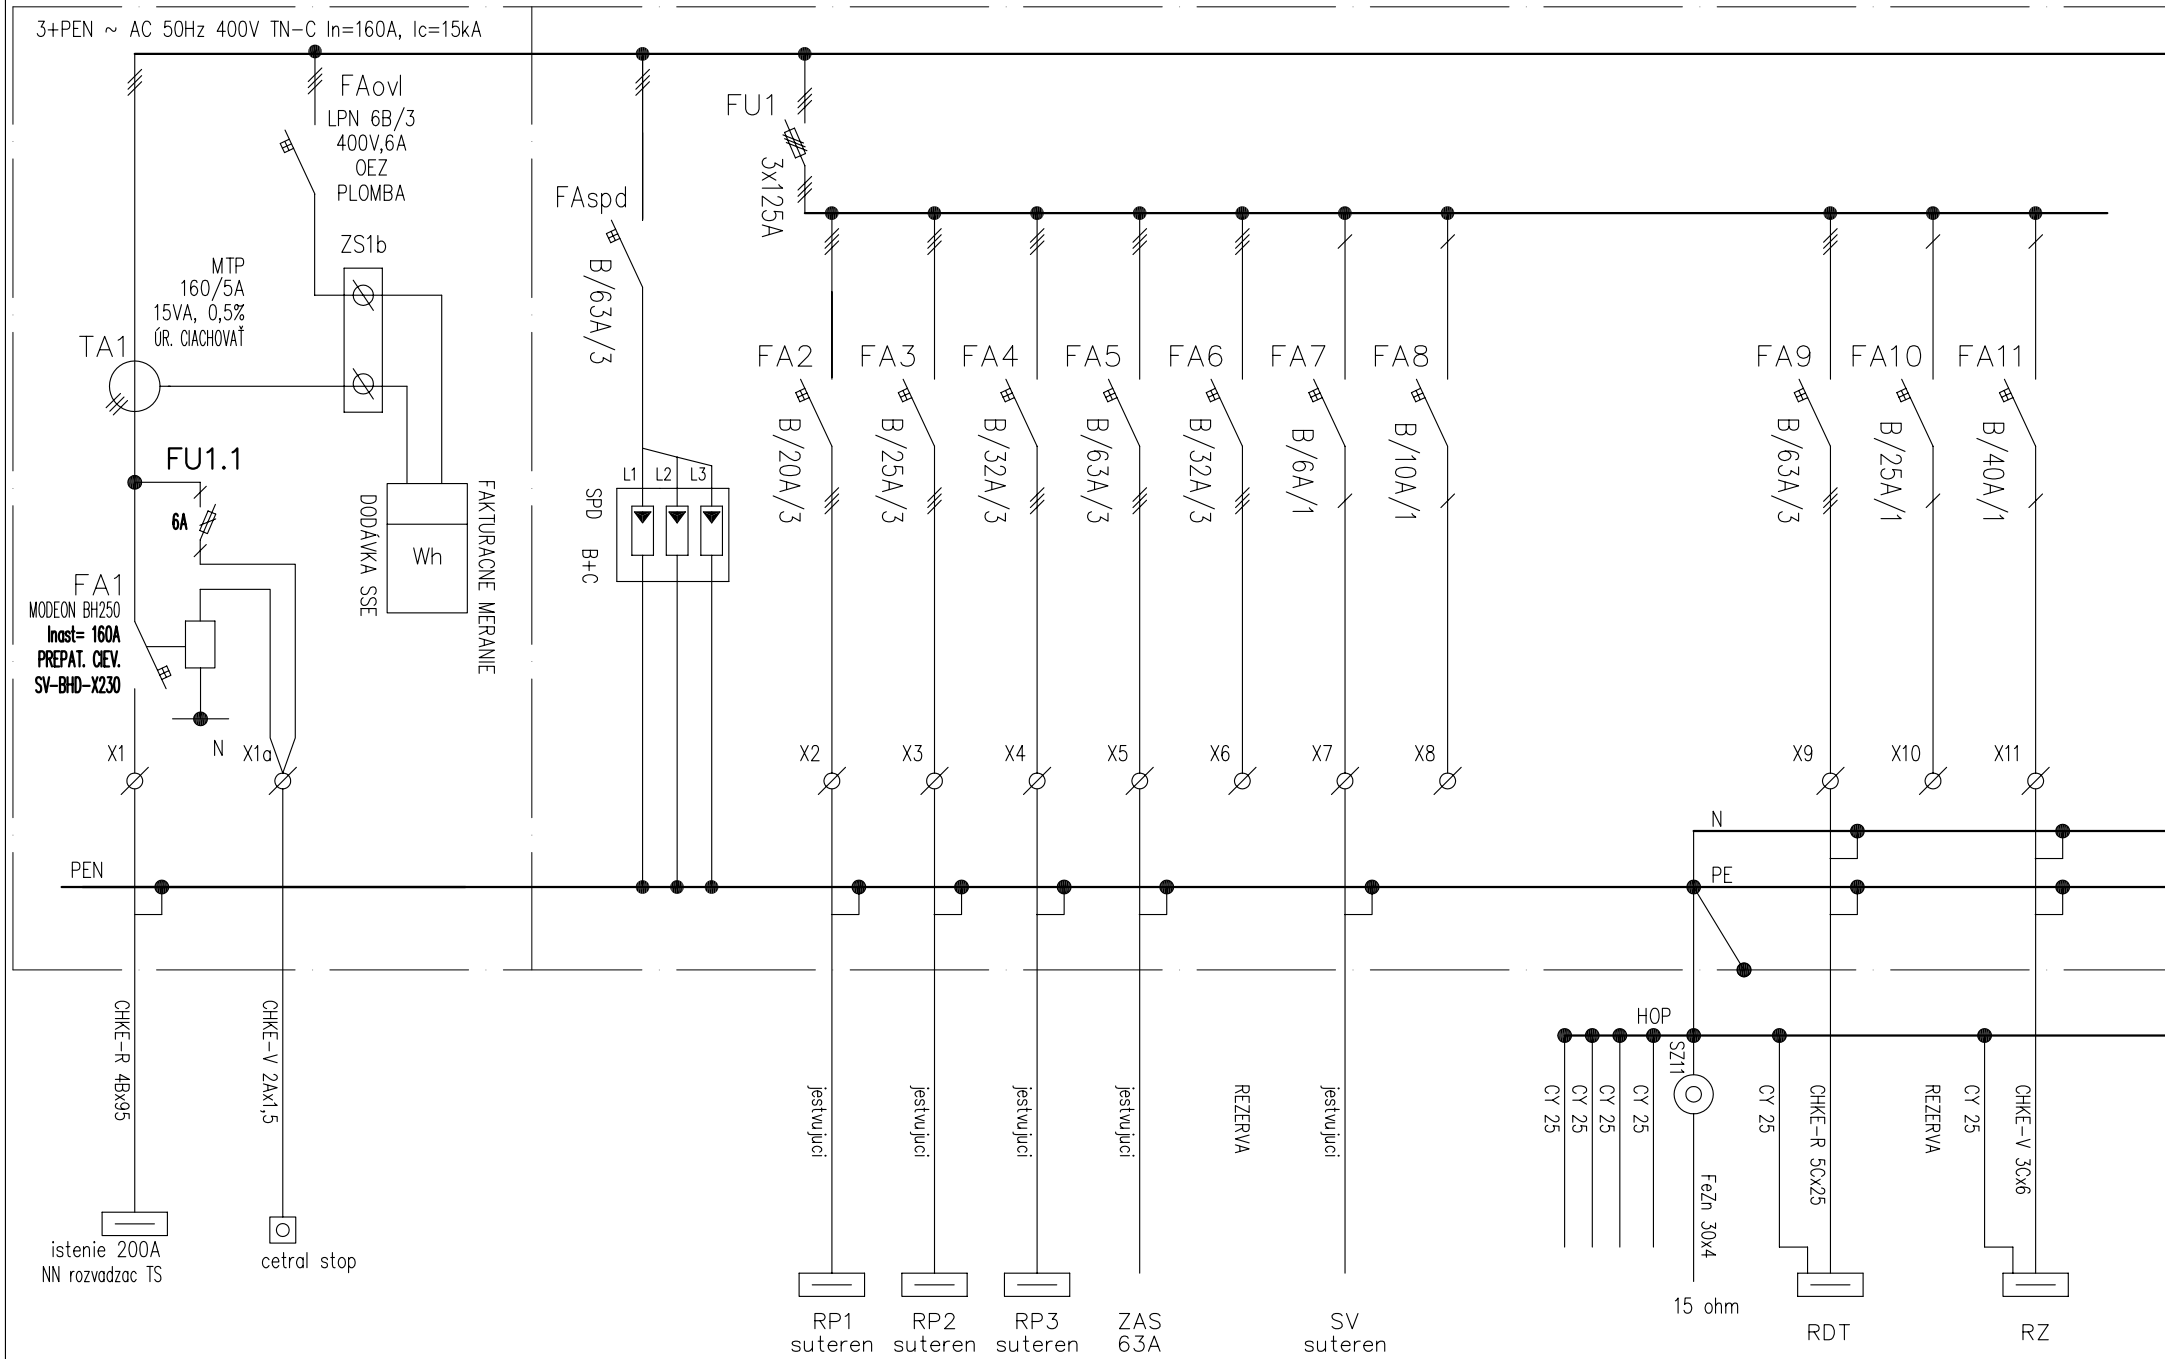 3+PEN ~ AC 50Hz 400V TN-C In=160A, Ic=15kA
FAovl
LPN 6B/3
400V,6A
OEZ
PLOMBA
ZS1b
MTP
160/5A
15VA, 0,5%
ÚR. CIACHOVAŤ
TA1
FU1.1
6A
FA1
MODEON BH250
Inast= 160A
PREPAT. CIEV.
SV-BHD-X230
N
X1
X1a
DODÁVKA SSE
Wh
FAKTURACNE MERANIE
FAspd
B/63A/3
L1
L2
L3
SPD B+C
FU1
3x125A
FA2
B/20A/3
FA3
B/25A/3
FA4
B/32A/3
FA5
B/63A/3
FA6
B/32A/3
FA7
B/6A/1
FA8
B/10A/1
FA9
B/63A/3
FA10
B/25A/1
FA11
B/40A/1
X2
X3
X4
X5
X6
X7
X8
X9
X10
X11
PEN
N
PE
HOP
SZ11
CHKE-R 4Bx95
CHKE-V 2Ax1,5
jestvujuci
jestvujuci
jestvujuci
jestvujuci
REZERVA
jestvujuci
CY 25
CY 25
CY 25
CY 25
FeZn 30x4
CY 25
CHKE-R 5Cx25
REZERVA
CY 25
CHKE-V 3Cx6
istenie 200A
NN rozvadzac TS
cetral stop
RP1
suteren
RP2
suteren
RP3
suteren
ZAS
63A
SV
suteren
15 ohm
RDT
RZ